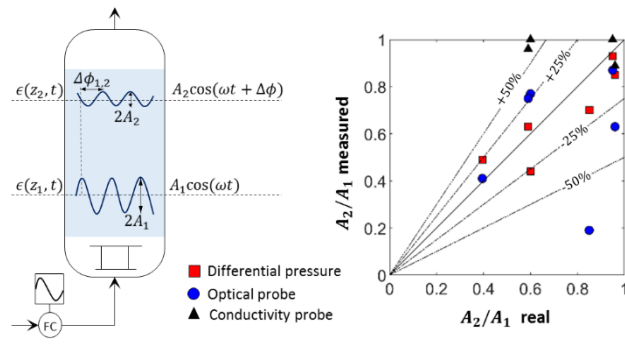 ϵ(z₂, t)
Δϕ₁,₂
2A₂
A₂cos(ωt + Δϕ)
ϵ(z₁, t)
2A₁
A₁cos(ωt)
FC
Differential pressure
Optical probe
Conductivity probe
A₂/A₁ measured
1
0.8
0.6
0.4
0.2
0
+50%
+25%
-25%
-50%
0 0.2 0.4 0.6 0.8 1
A₂/A₁ real